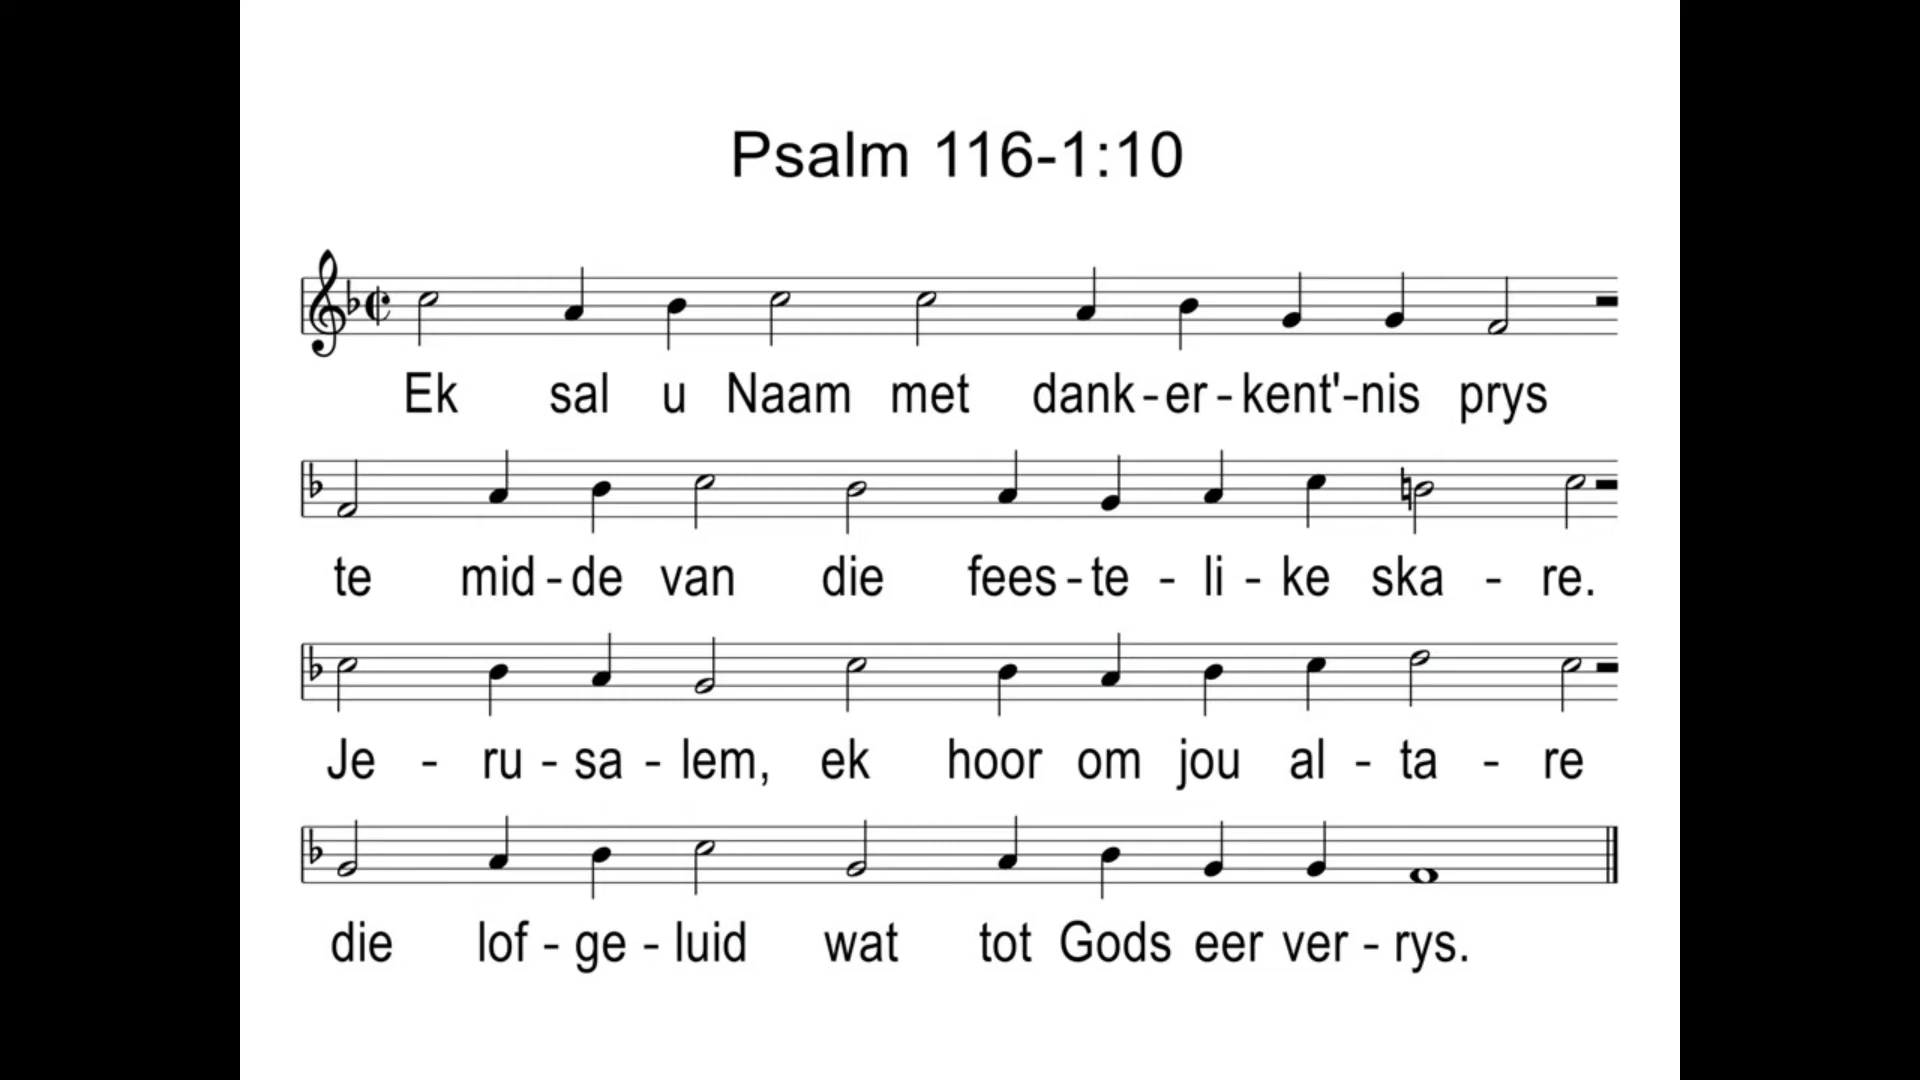 Psalm 116-1:10
Ek sal u Naam met dank-er-kent'-nis prys
te mid-de van die fees-te-li-ke ska-re.
Je-ru-sa-lem, ek hoor om jou al-ta-re
die lof-ge-luid wat tot Gods eer ver-rys.